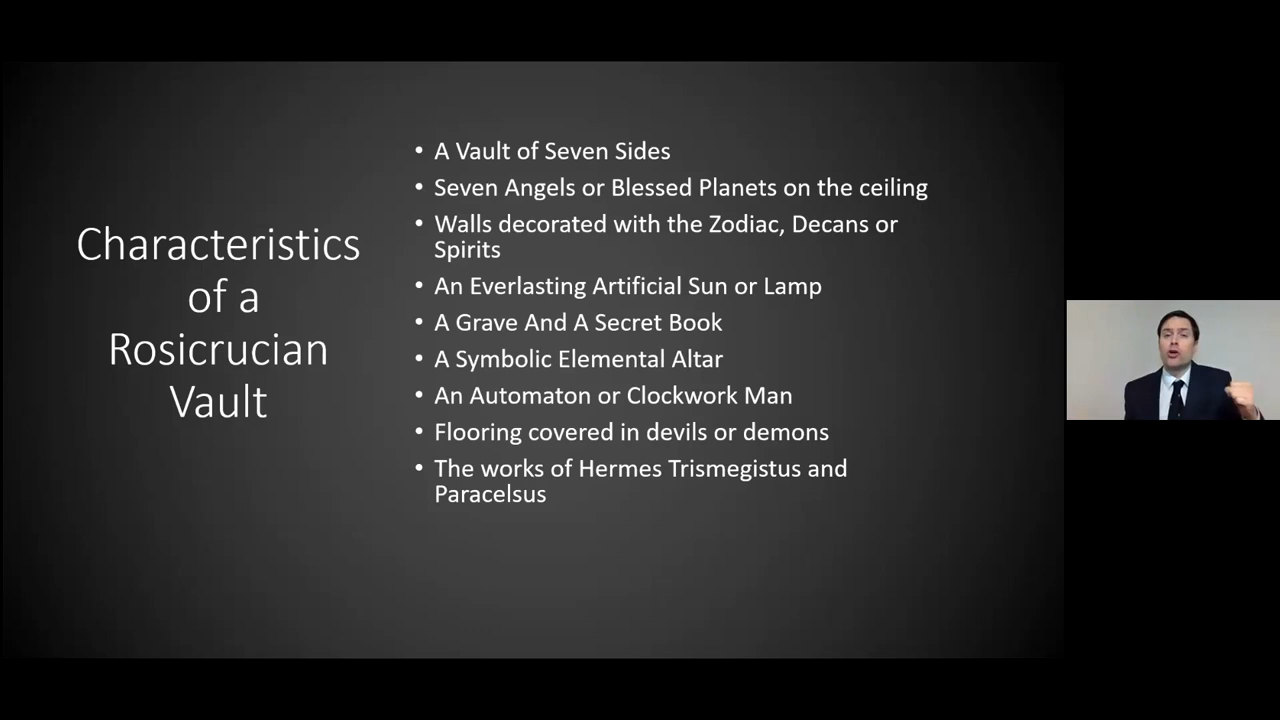 Characteristics
of a
Rosicrucian
Vault
• A Vault of Seven Sides
• Seven Angels or Blessed Planets on the ceiling
• Walls decorated with the Zodiac, Decans or
Spirits
• An Everlasting Artificial Sun or Lamp
• A Grave And A Secret Book
• A Symbolic Elemental Altar
• An Automaton or Clockwork Man
• Flooring covered in devils or demons
• The works of Hermes Trismegistus and
Paracelsus